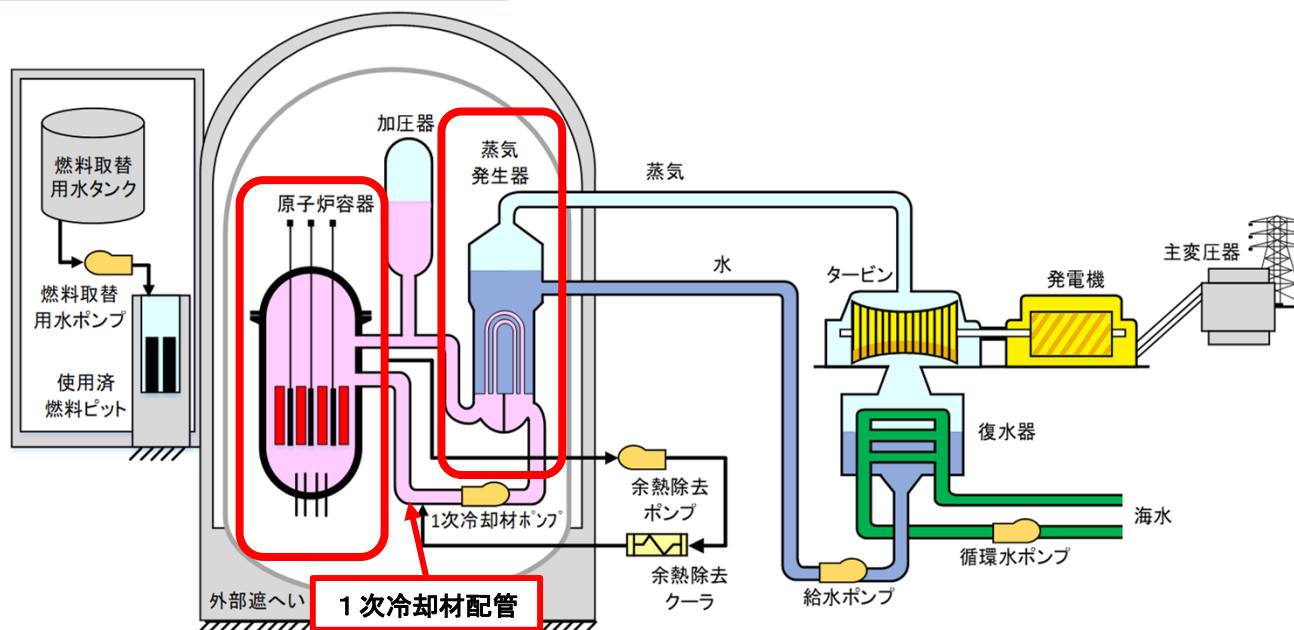 燃料取替
用水タンク
燃料取替
用水ポンプ
使用済
燃料ピット
原子炉容器
加圧器
蒸気
発生器
蒸気
水
タービン
発電機
主変圧器
復水器
海水
循環水ポンプ
給水ポンプ
余熱除去
ポンプ
1次冷却材ﾎﾟﾝﾌﾟ
余熱除去
クーラ
外部遮へい
１次冷却材配管